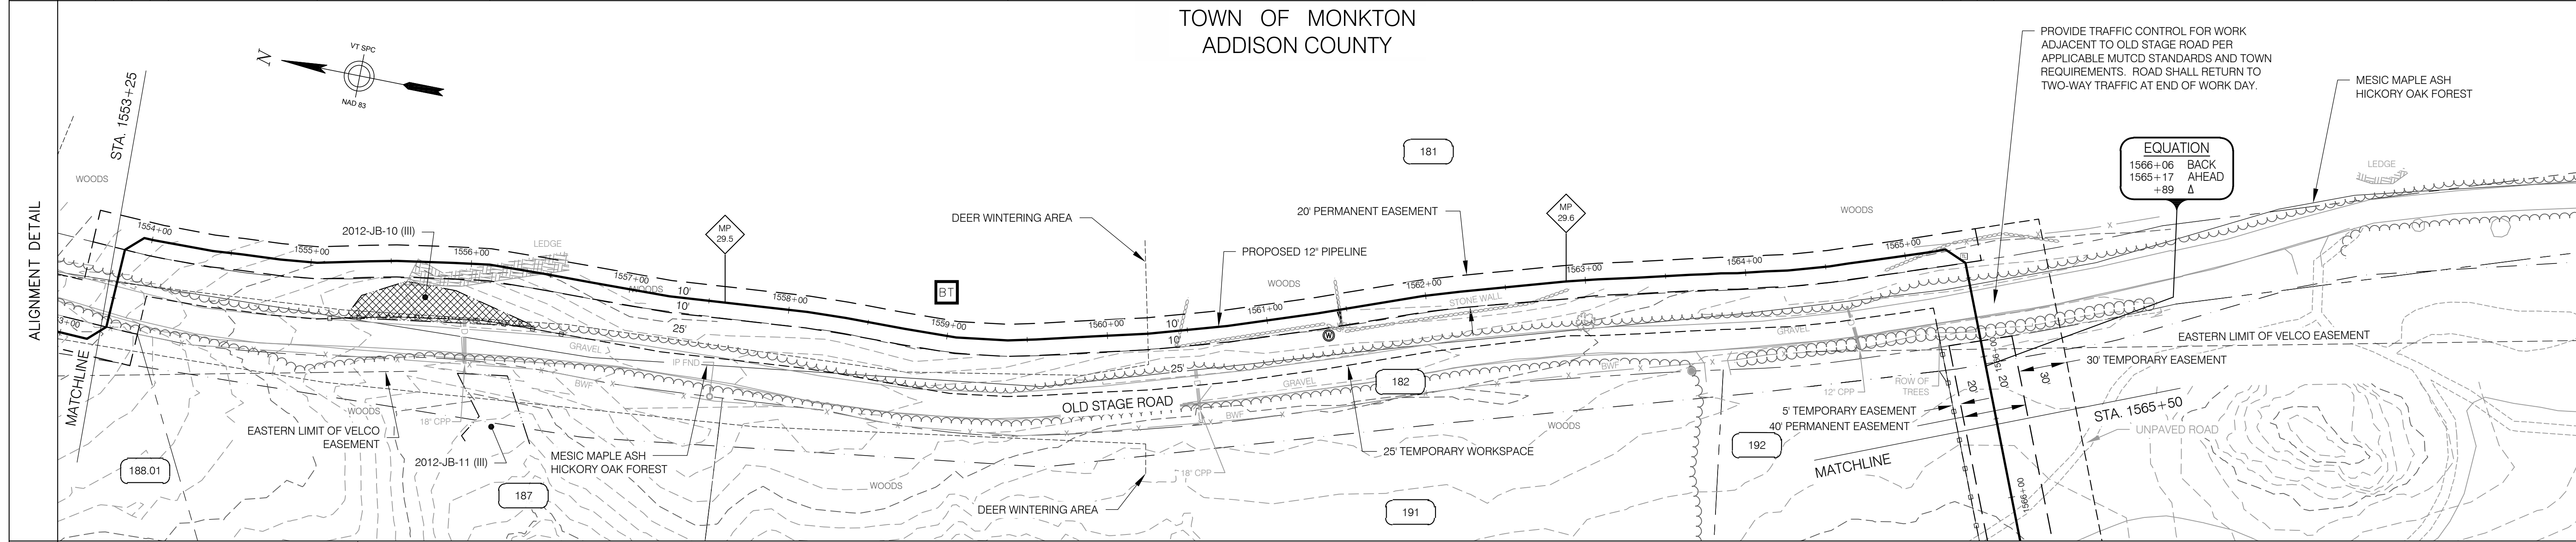 TOWN OF MONKTON
ADDISON COUNTY
ALIGNMENT DETAIL
N
VT SPC
NAD 83
STA. 1553+25
MATCHLINE
WOODS
1554+00
1555+00
2012-JB-10 (III)
1556+00
LEDGE
1557+00
WOODS
10'
10'
25'
MP
29.5
1558+00
BT
1559+00
DEER WINTERING AREA
1560+00
10'
10'
25'
PROPOSED 12" PIPELINE
20' PERMANENT EASEMENT
181
WOODS
1561+00
W
1562+00
STONE WALL
MP
29.6
1563+00
1564+00
WOODS
1565+00
PROVIDE TRAFFIC CONTROL FOR WORK
ADJACENT TO OLD STAGE ROAD PER
APPLICABLE MUTCD STANDARDS AND TOWN
REQUIREMENTS. ROAD SHALL RETURN TO
TWO-WAY TRAFFIC AT END OF WORK DAY.
MESIC MAPLE ASH
HICKORY OAK FOREST
EQUATION
1566+06 BACK
1565+17 AHEAD
+89 Δ
LEDGE
3+00
GRAVEL
IP FND
BWF
WOODS
18" CPP
EASTERN LIMIT OF VELCO
EASEMENT
188.01
2012-JB-11 (III)
187
MESIC MAPLE ASH
HICKORY OAK FOREST
OLD STAGE ROAD
GRAVEL
BWF
18" CPP
WOODS
DEER WINTERING AREA
182
25' TEMPORARY WORKSPACE
191
BWF
WOODS
GRAVEL
12" CPP
ROW OF
TREES
192
5' TEMPORARY EASEMENT
40' PERMANENT EASEMENT
MATCHLINE
STA. 1565+50
1566+00
20'
20'
30'
30' TEMPORARY EASEMENT
EASTERN LIMIT OF VELCO EASEMENT
UNPAVED ROAD
1566+00